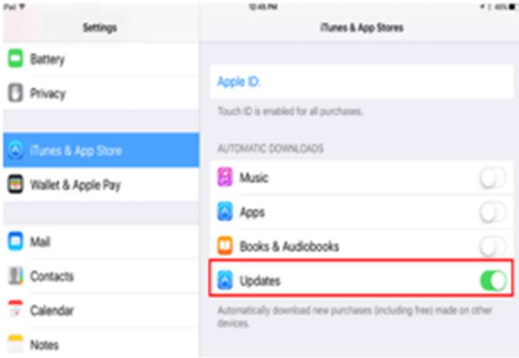 iPad
12:45 PM
Settings
iTunes & App Stores
Battery
Privacy
iTunes & App Store
Wallet & Apple Pay
Mail
Contacts
Calendar
Notes
Apple ID:
Touch ID is enabled for all purchases.
AUTOMATIC DOWNLOADS
Music
Apps
Books & Audiobooks
Updates
Automatically download new purchases (including free) made on other
devices.